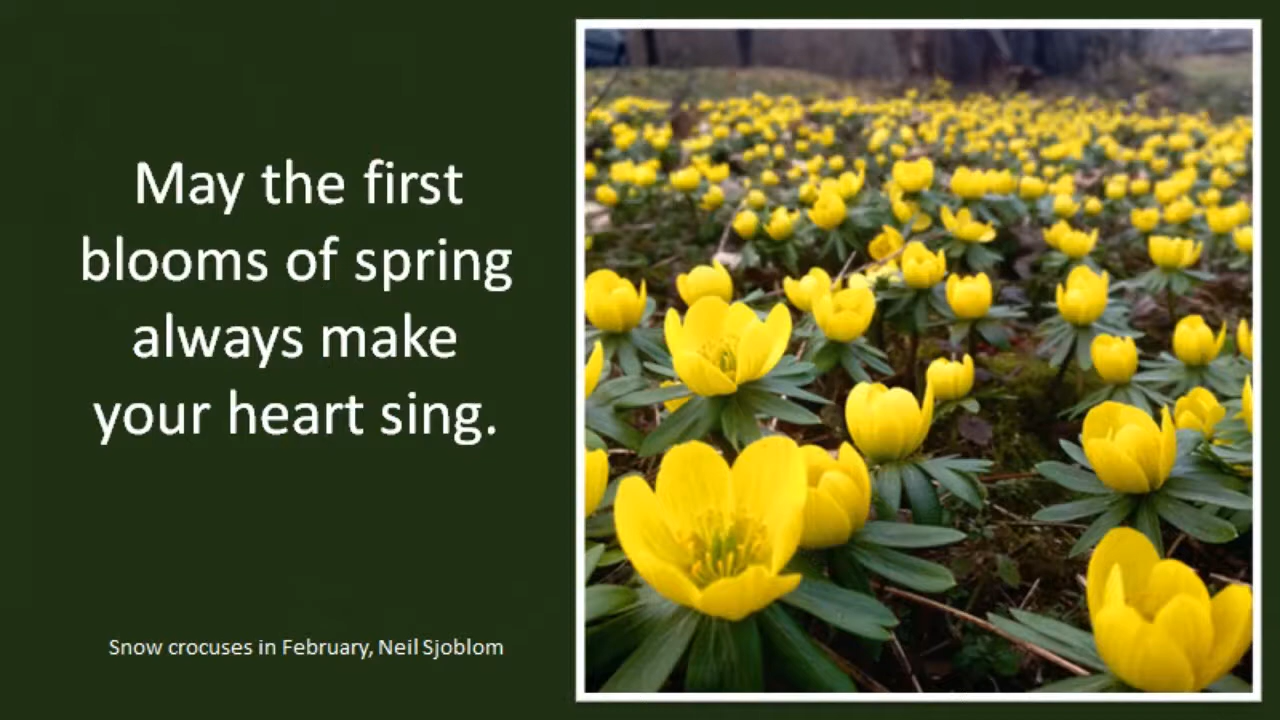 May the first
blooms of spring
always make
your heart sing.
Snow crocuses in February, Neil Sjoblom